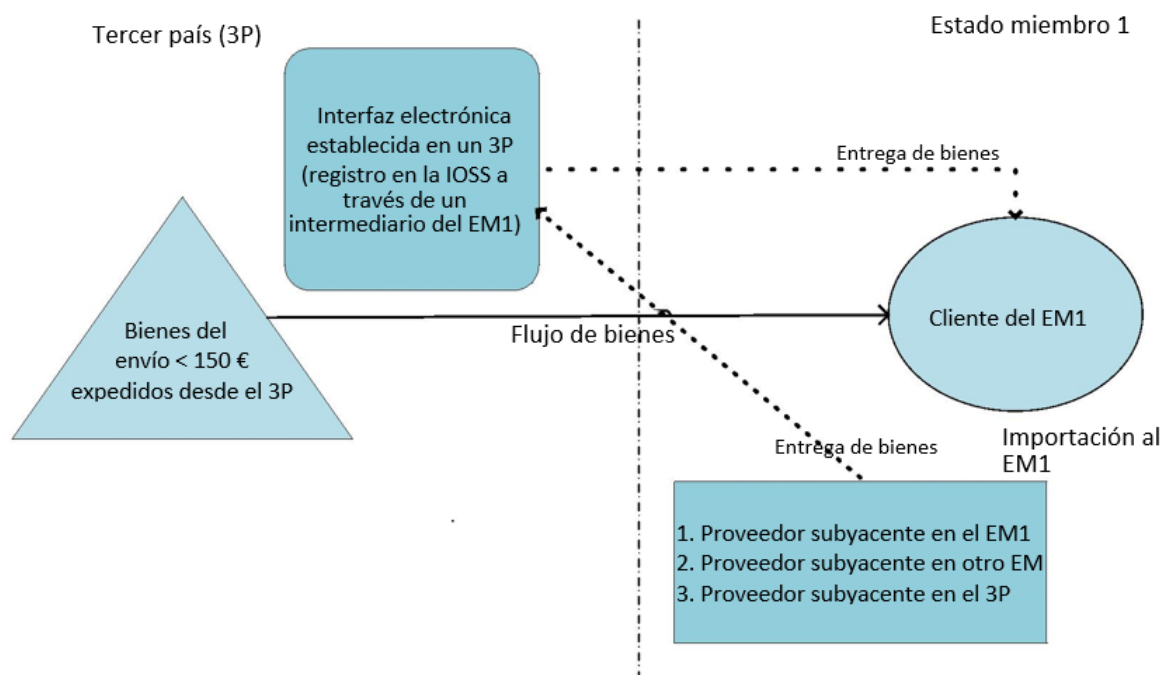 Tercer país (3P)
Estado miembro 1
Interfaz electrónica
establecida en un 3P
(registro en la IOSS a
través de un
intermediario del EM1)
Entrega de bienes
Bienes del
envío < 150 €
expedidos desde el 3P
Flujo de bienes
Cliente del EM1
Entrega de bienes
Importación al
EM1
1. Proveedor subyacente en el EM1
2. Proveedor subyacente en otro EM
3. Proveedor subyacente en el 3P